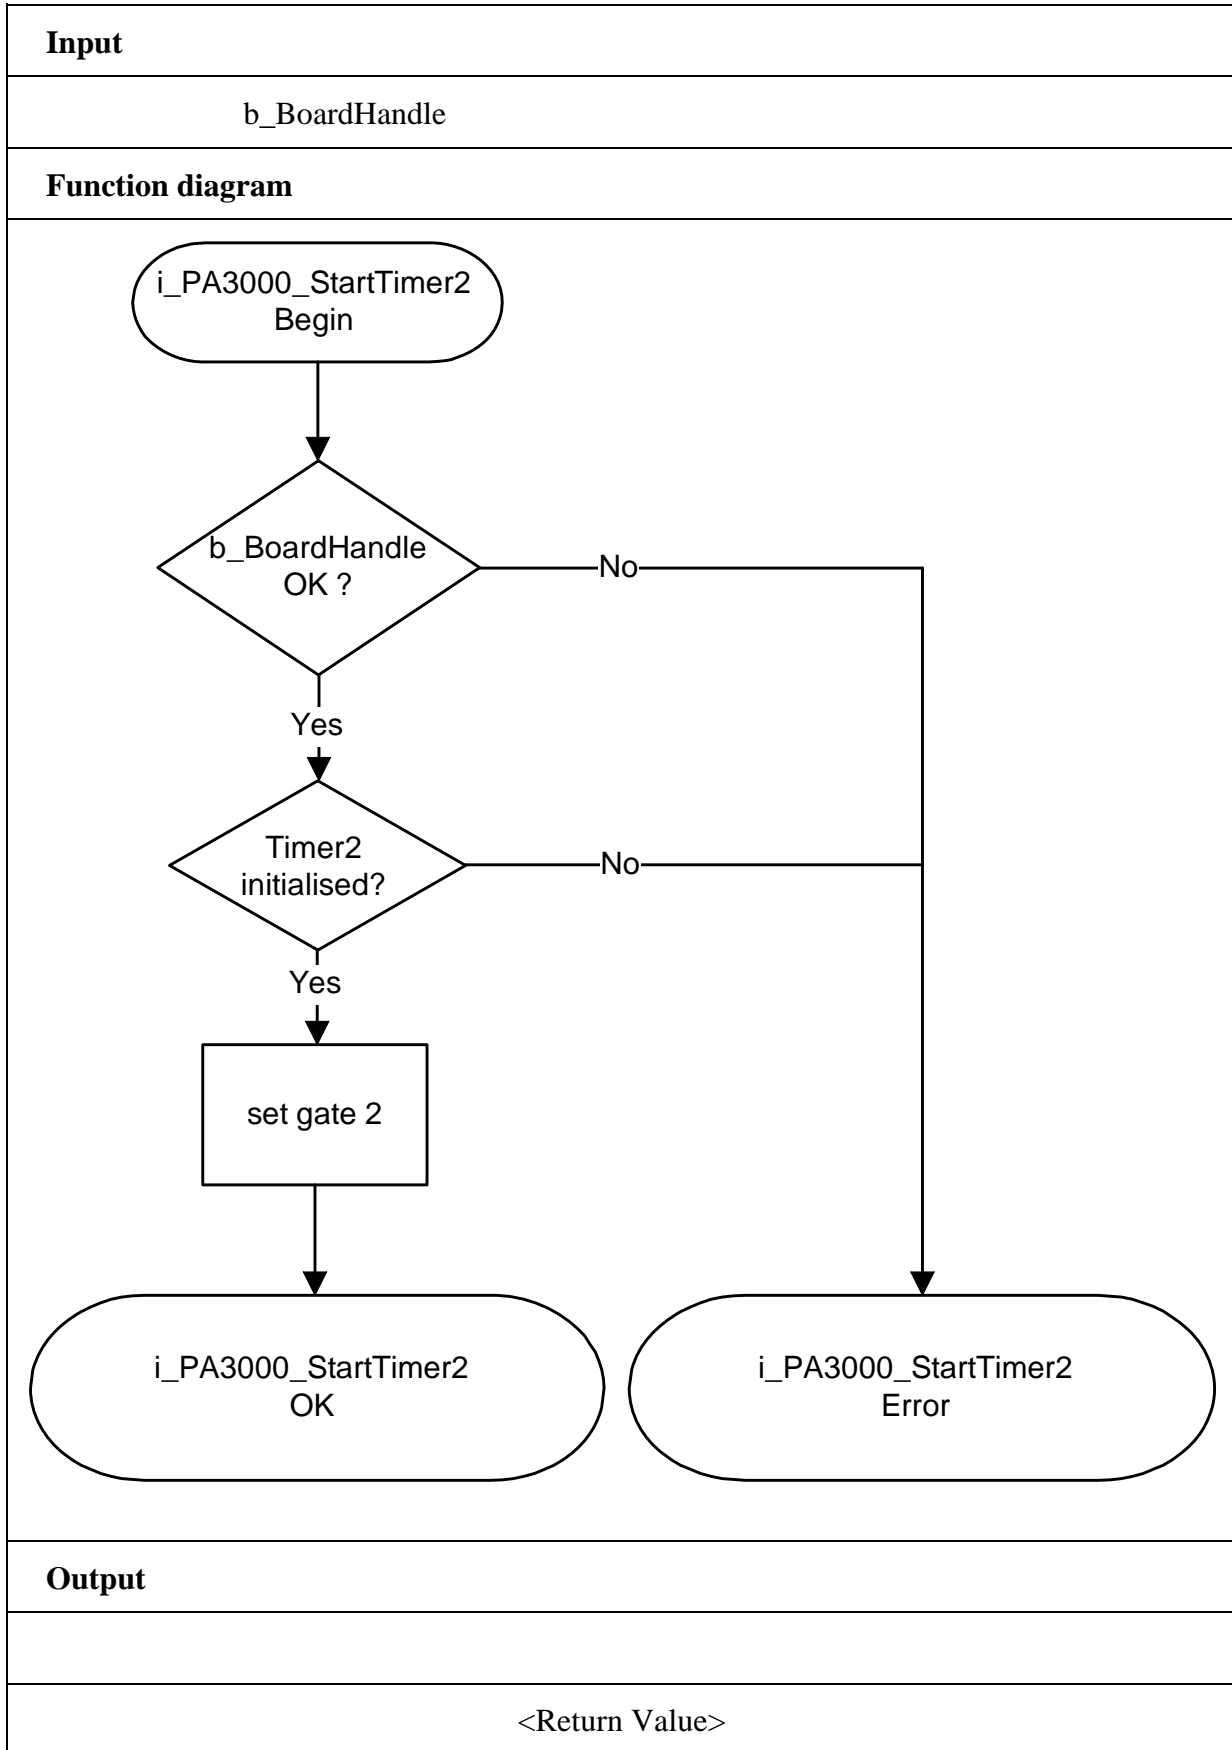 Input
b_BoardHandle
Function diagram
i_PA3000_StartTimer2
Begin
b_BoardHandle
OK ?
No
Yes
Timer2
initialised?
No
Yes
set gate 2
i_PA3000_StartTimer2
OK
i_PA3000_StartTimer2
Error
Output
<Return Value>